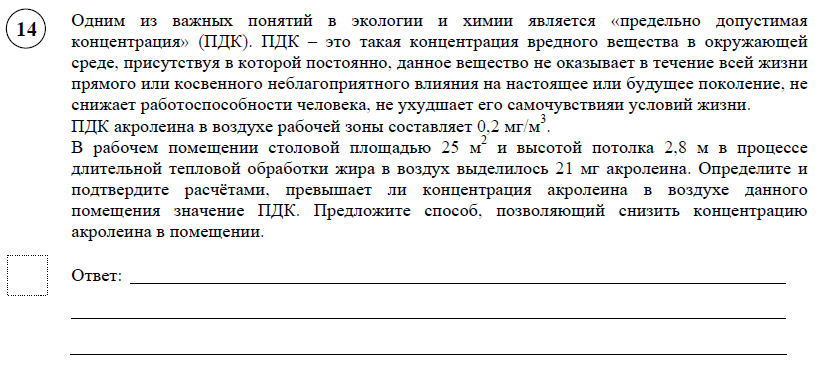 14
Одним из важных понятий в экологии и химии является «предельно допустимая
концентрация» (ПДК). ПДК – это такая концентрация вредного вещества в окружающей
среде, присутствуя в которой постоянно, данное вещество не оказывает в течение всей жизни
прямого или косвенного неблагоприятного влияния на настоящее или будущее поколение, не
снижает работоспособности человека, не ухудшает его самочувствияи условий жизни.
ПДК акролеина в воздухе рабочей зоны составляет 0,2 мг/м³.
В рабочем помещении столовой площадью 25 м² и высотой потолка 2,8 м в процессе
длительной тепловой обработки жира в воздух выделилось 21 мг акролеина. Определите и
подтвердите расчётами, превышает ли концентрация акролеина в воздухе данного
помещения значение ПДК. Предложите способ, позволяющий снизить концентрацию
акролеина в помещении.
Ответ: